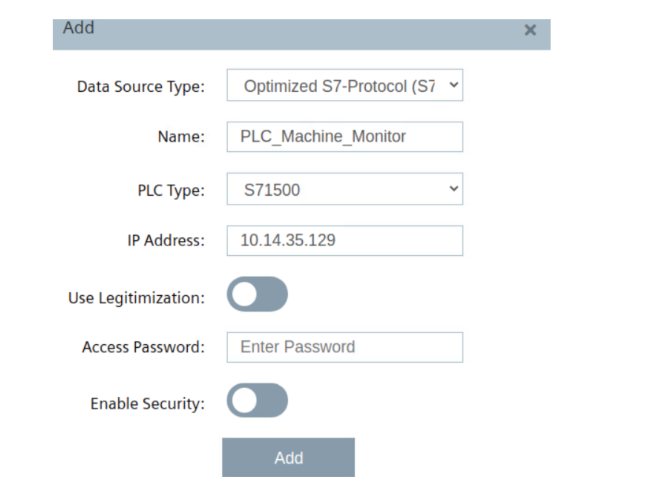 Add
Data Source Type: Optimized S7-Protocol (S7
Name: PLC_Machine_Monitor
PLC Type: S71500
IP Address: 10.14.35.129
Use Legitimization:
Access Password: Enter Password
Enable Security:
Add